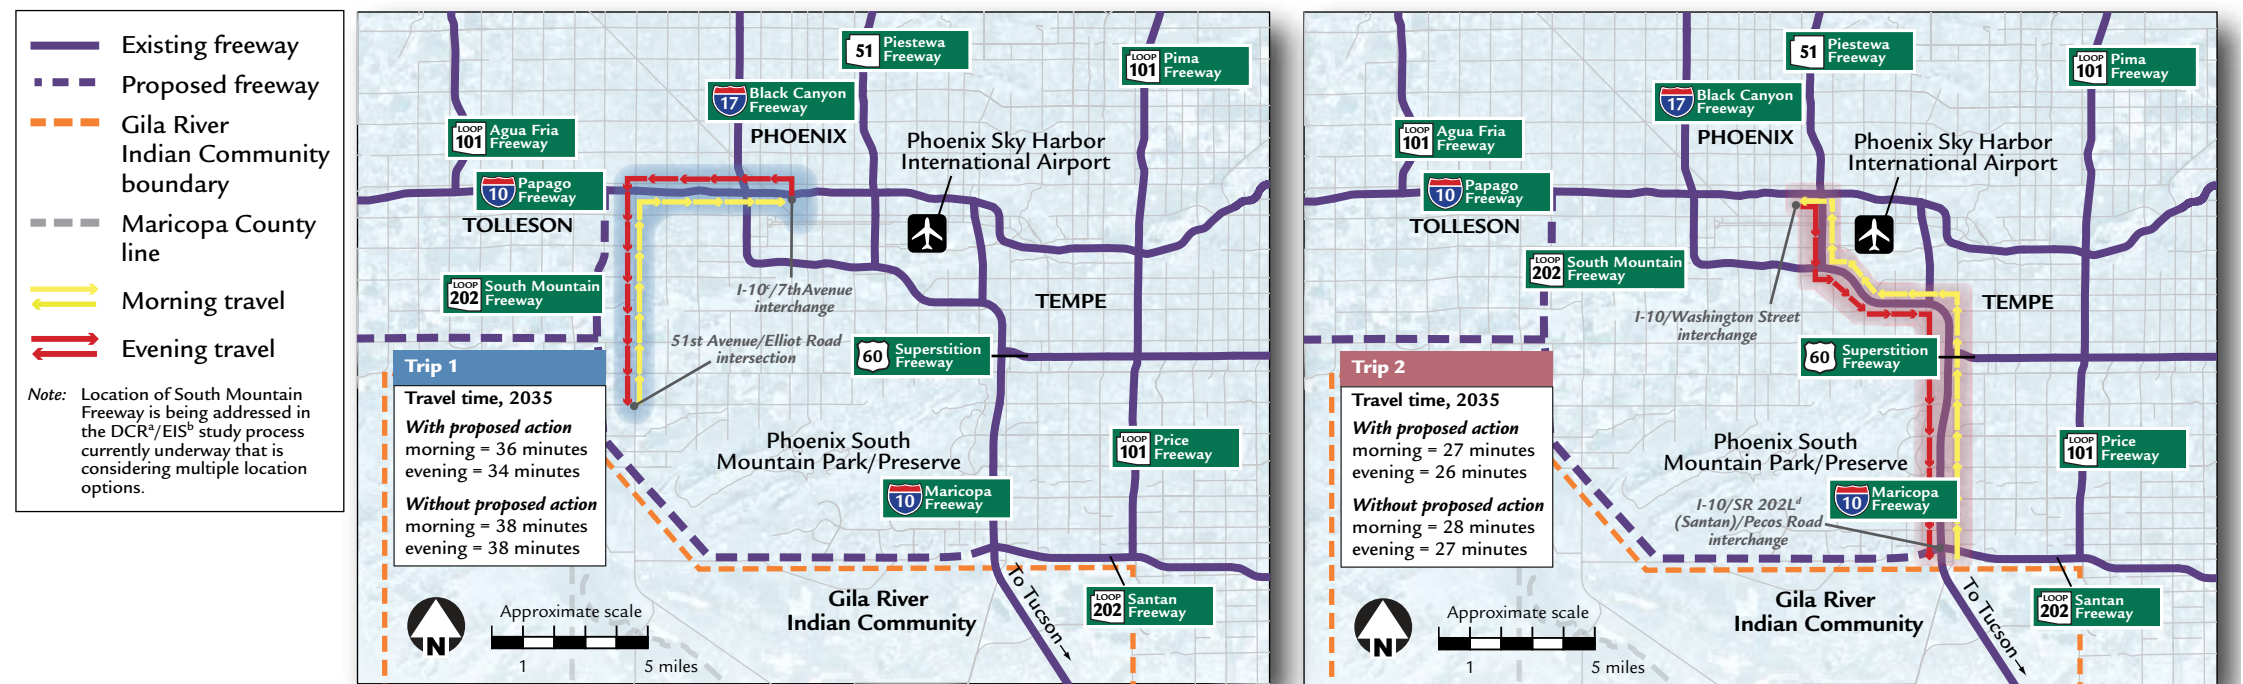 Existing freeway
Proposed freeway
Gila River
Indian Community
boundary
Maricopa County
line
Morning travel
Evening travel
Note: Location of South Mountain
Freeway is being addressed in
the DCRa/EISb study process
currently underway that is
considering multiple location
options.
51 Piestewa
Freeway
LOOP
101 Pima
Freeway
17 Black Canyon
Freeway
PHOENIX
LOOP
101 Agua Fria
Freeway
Phoenix Sky Harbor
International Airport
10 Papago
Freeway
TOLLESON
LOOP
202 South Mountain
Freeway
I-10c/7th Avenue
interchange
TEMPE
51st Avenue/Elliot Road
intersection
60 Superstition
Freeway
Trip 1
Travel time, 2035
With proposed action
morning = 36 minutes
evening = 34 minutes
Without proposed action
morning = 38 minutes
evening = 38 minutes
Phoenix South
Mountain Park/Preserve
LOOP
101 Price
Freeway
10 Maricopa
Freeway
To Tucson
Gila River
Indian Community
LOOP
202 Santan
Freeway
N
Approximate scale
1 5 miles
51 Piestewa
Freeway
LOOP
101 Pima
Freeway
17 Black Canyon
Freeway
PHOENIX
LOOP
101 Agua Fria
Freeway
Phoenix Sky Harbor
International Airport
10 Papago
Freeway
TOLLESON
LOOP
202 South Mountain
Freeway
I-10/Washington Street
interchange
TEMPE
60 Superstition
Freeway
Trip 2
Travel time, 2035
With proposed action
morning = 27 minutes
evening = 26 minutes
Without proposed action
morning = 28 minutes
evening = 27 minutes
Phoenix South
Mountain Park/Preserve
LOOP
101 Price
Freeway
10 Maricopa
Freeway
I-10/SR 202Ld
(Santan)/Pecos Road
interchange
To Tucson
Gila River
Indian Community
LOOP
202 Santan
Freeway
N
Approximate scale
1 5 miles